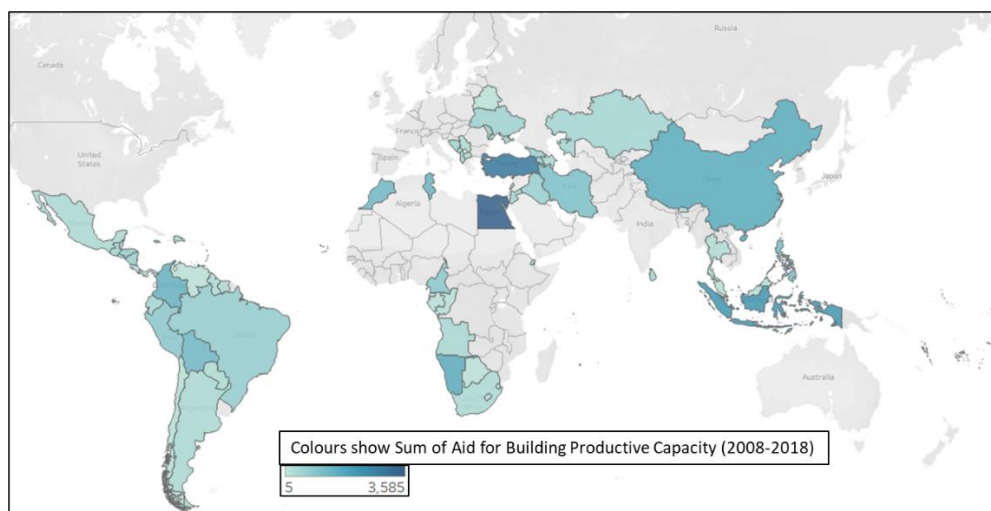 Russia
Canada
France
United
States
Spain
Japan
Algeria
China
India
Brazil
Australia
Colours show Sum of Aid for Building Productive Capacity (2008-2018)
5
3,585